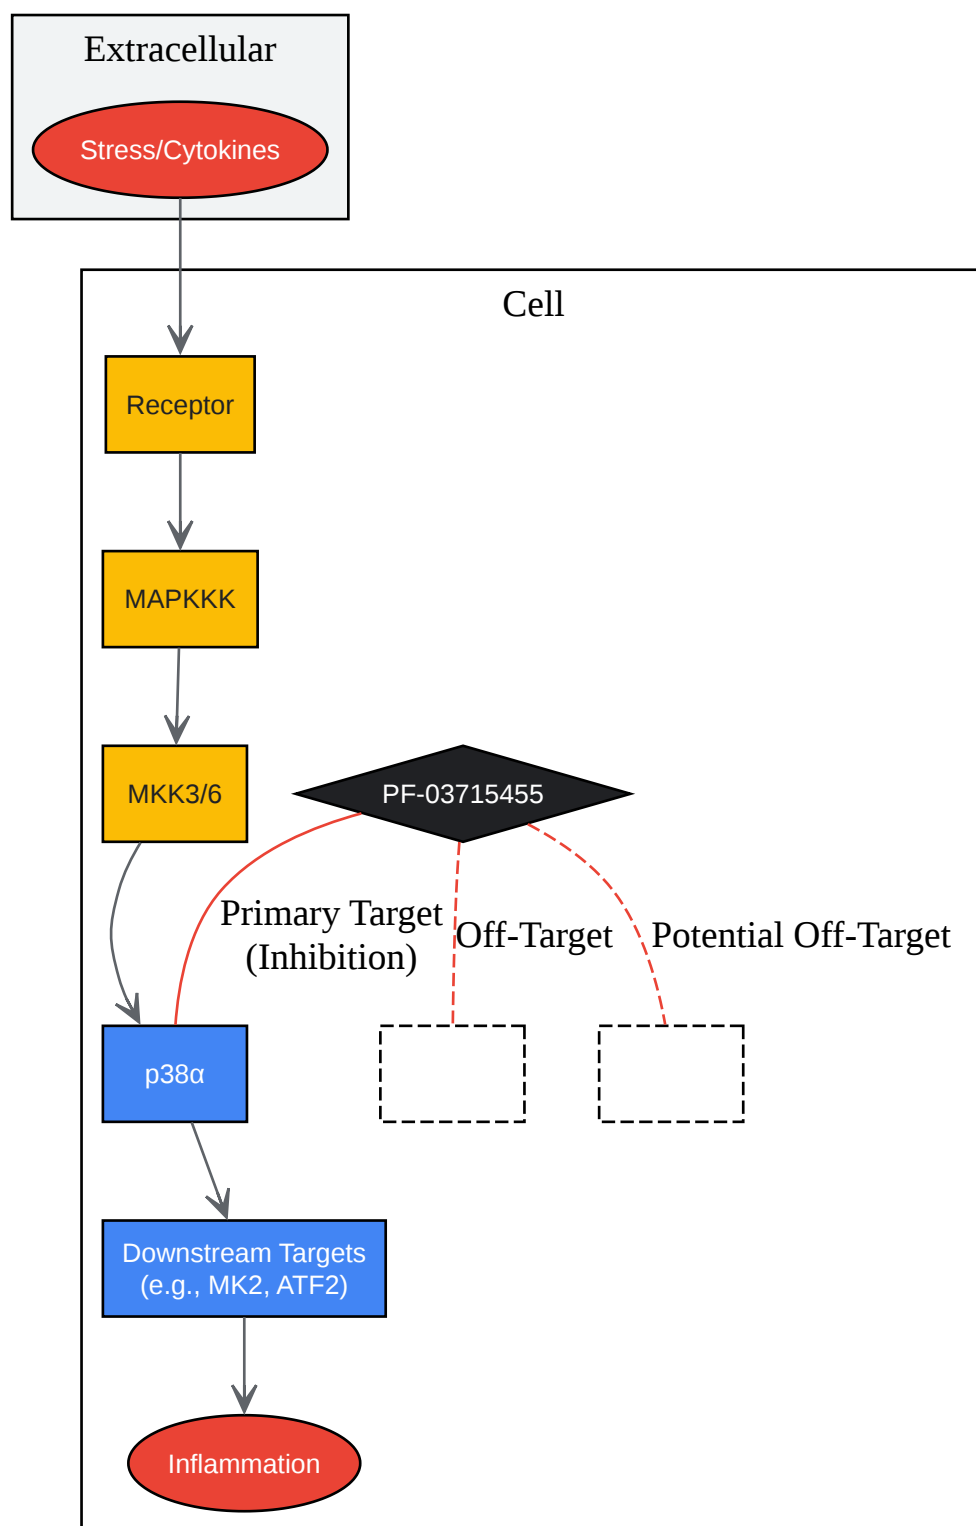 Extracellular
Stress/Cytokines
Cell
Receptor
MAPKKK
MKK3/6
PF-03715455
Primary Target
(Inhibition)
Off-Target
Potential Off-Target
p38α
Downstream Targets
(e.g., MK2, ATF2)
Inflammation